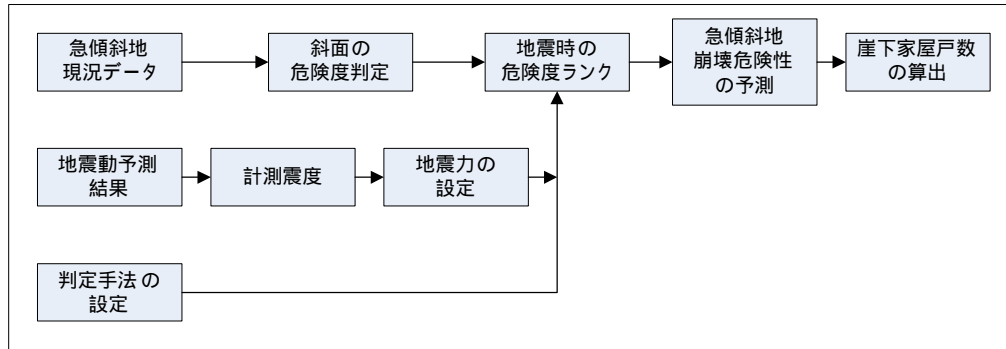 急傾斜地
現況データ
斜面の
危険度判定
地震時の
危険度ランク
急傾斜地
崩壊危険性
の予測
崖下家屋戸数
の算出
地震動予測
結果
計測震度
地震力の
設定
判定手法の
設定